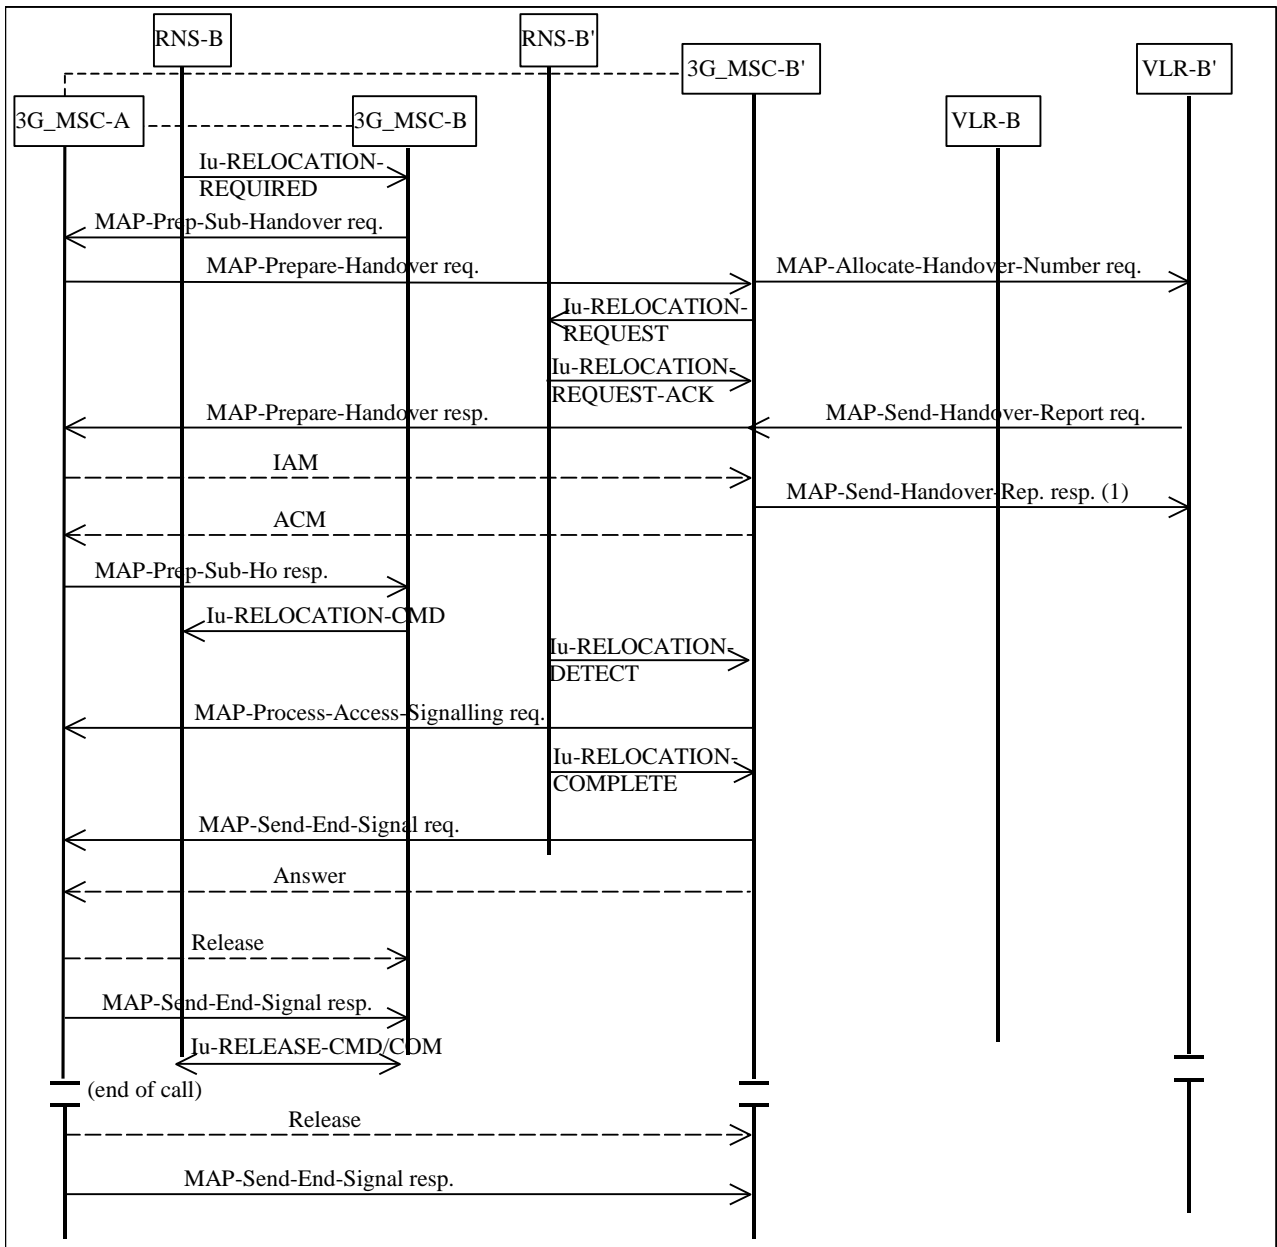 RNS-B
RNS-B'
3G_MSC-B'
VLR-B'
3G_MSC-A
3G_MSC-B
VLR-B
Iu-RELOCATION-
REQUIRED
MAP-Prep-Sub-Handover req.
MAP-Prepare-Handover req.
MAP-Allocate-Handover-Number req.
Iu-RELOCATION-
REQUEST
Iu-RELOCATION-
REQUEST-ACK
MAP-Prepare-Handover resp.
MAP-Send-Handover-Report req.
IAM
MAP-Send-Handover-Rep. resp. (1)
ACM
MAP-Prep-Sub-Ho resp.
Iu-RELOCATION-CMD
Iu-RELOCATION-
DETECT
MAP-Process-Access-Signalling req.
Iu-RELOCATION-
COMPLETE
MAP-Send-End-Signal req.
Answer
Release
MAP-Send-End-Signal resp.
Iu-RELEASE-CMD/COM
(end of call)
Release
MAP-Send-End-Signal resp.